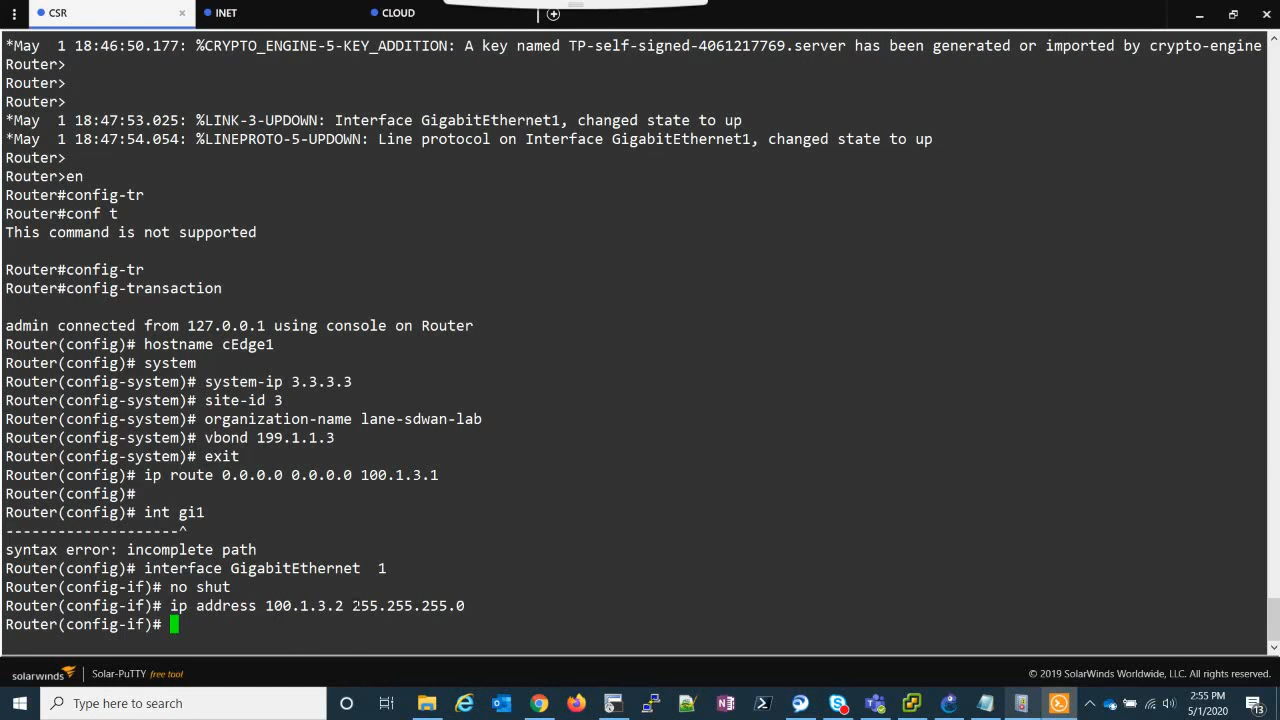 CSR × INET CLOUD
*May  1 18:46:50.177: %CRYPTO_ENGINE-5-KEY_ADDITION: A key named TP-self-signed-4061217769.server has been generated or imported by crypto-engine
Router>
Router>
Router>
*May  1 18:47:53.025: %LINK-3-UPDOWN: Interface GigabitEthernet1, changed state to up
*May  1 18:47:54.054: %LINEPROTO-5-UPDOWN: Line protocol on Interface GigabitEthernet1, changed state to up
Router>
Router>en
Router#config-tr
Router#conf t
This command is not supported
Router#config-tr
Router#config-transaction
admin connected from 127.0.0.1 using console on Router
Router(config)# hostname cEdge1
Router(config)# system
Router(config-system)# system-ip 3.3.3.3
Router(config-system)# site-id 3
Router(config-system)# organization-name lane-sdwan-lab
Router(config-system)# vbond 199.1.1.3
Router(config-system)# exit
Router(config)# ip route 0.0.0.0 0.0.0.0 100.1.3.1
Router(config)#
Router(config)# int gi1
--------------------^
syntax error: incomplete path
Router(config)# interface GigabitEthernet  1
Router(config-if)# no shut
Router(config-if)# ip address 100.1.3.2 255.255.255.0
Router(config-if)#
solarwinds Solar-PuTTY free tool © 2019 SolarWinds Worldwide, LLC. All rights reserved.
Type here to search
2:55 PM
5/1/2020
13